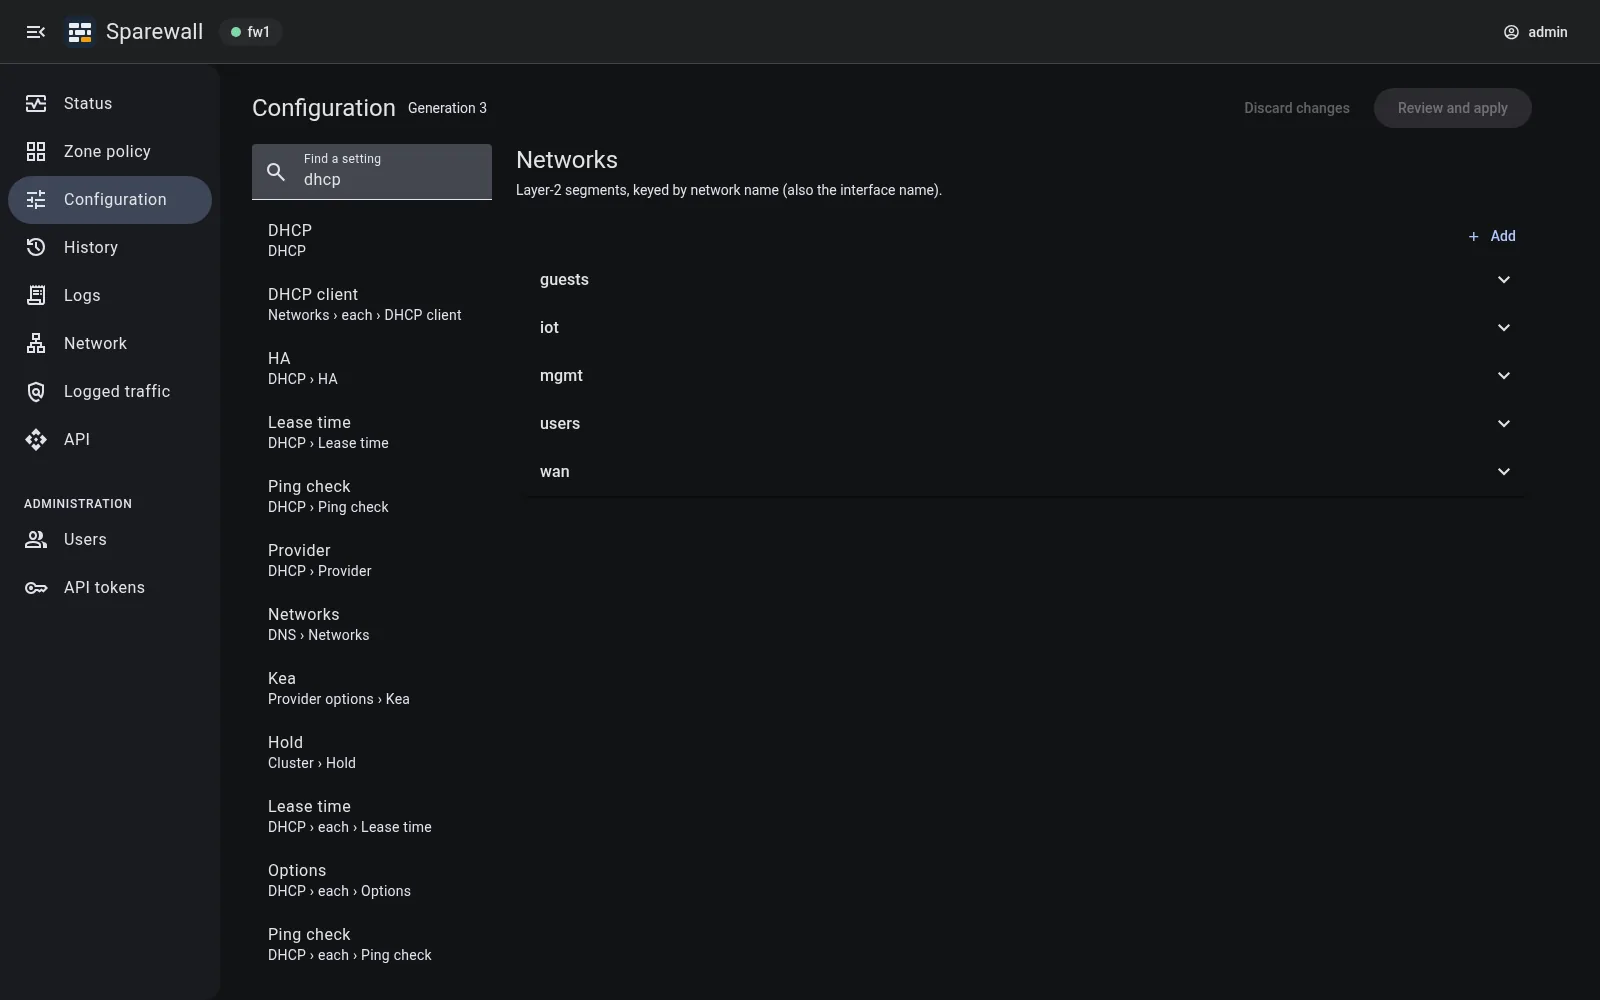 Sparewall
fw1
admin
Status
Zone policy
Configuration
History
Logs
Network
Logged traffic
API
ADMINISTRATION
Users
API tokens
Configuration Generation 3
Discard changes
Review and apply
Find a setting
dhcp
DHCP
DHCP
DHCP client
Networks › each › DHCP client
HA
DHCP › HA
Lease time
DHCP › Lease time
Ping check
DHCP › Ping check
Provider
DHCP › Provider
Networks
DNS › Networks
Kea
Provider options › Kea
Hold
Cluster › Hold
Lease time
DHCP › each › Lease time
Options
DHCP › each › Options
Ping check
DHCP › each › Ping check
Networks
Layer-2 segments, keyed by network name (also the interface name).
+ Add
guests
iot
mgmt
users
wan